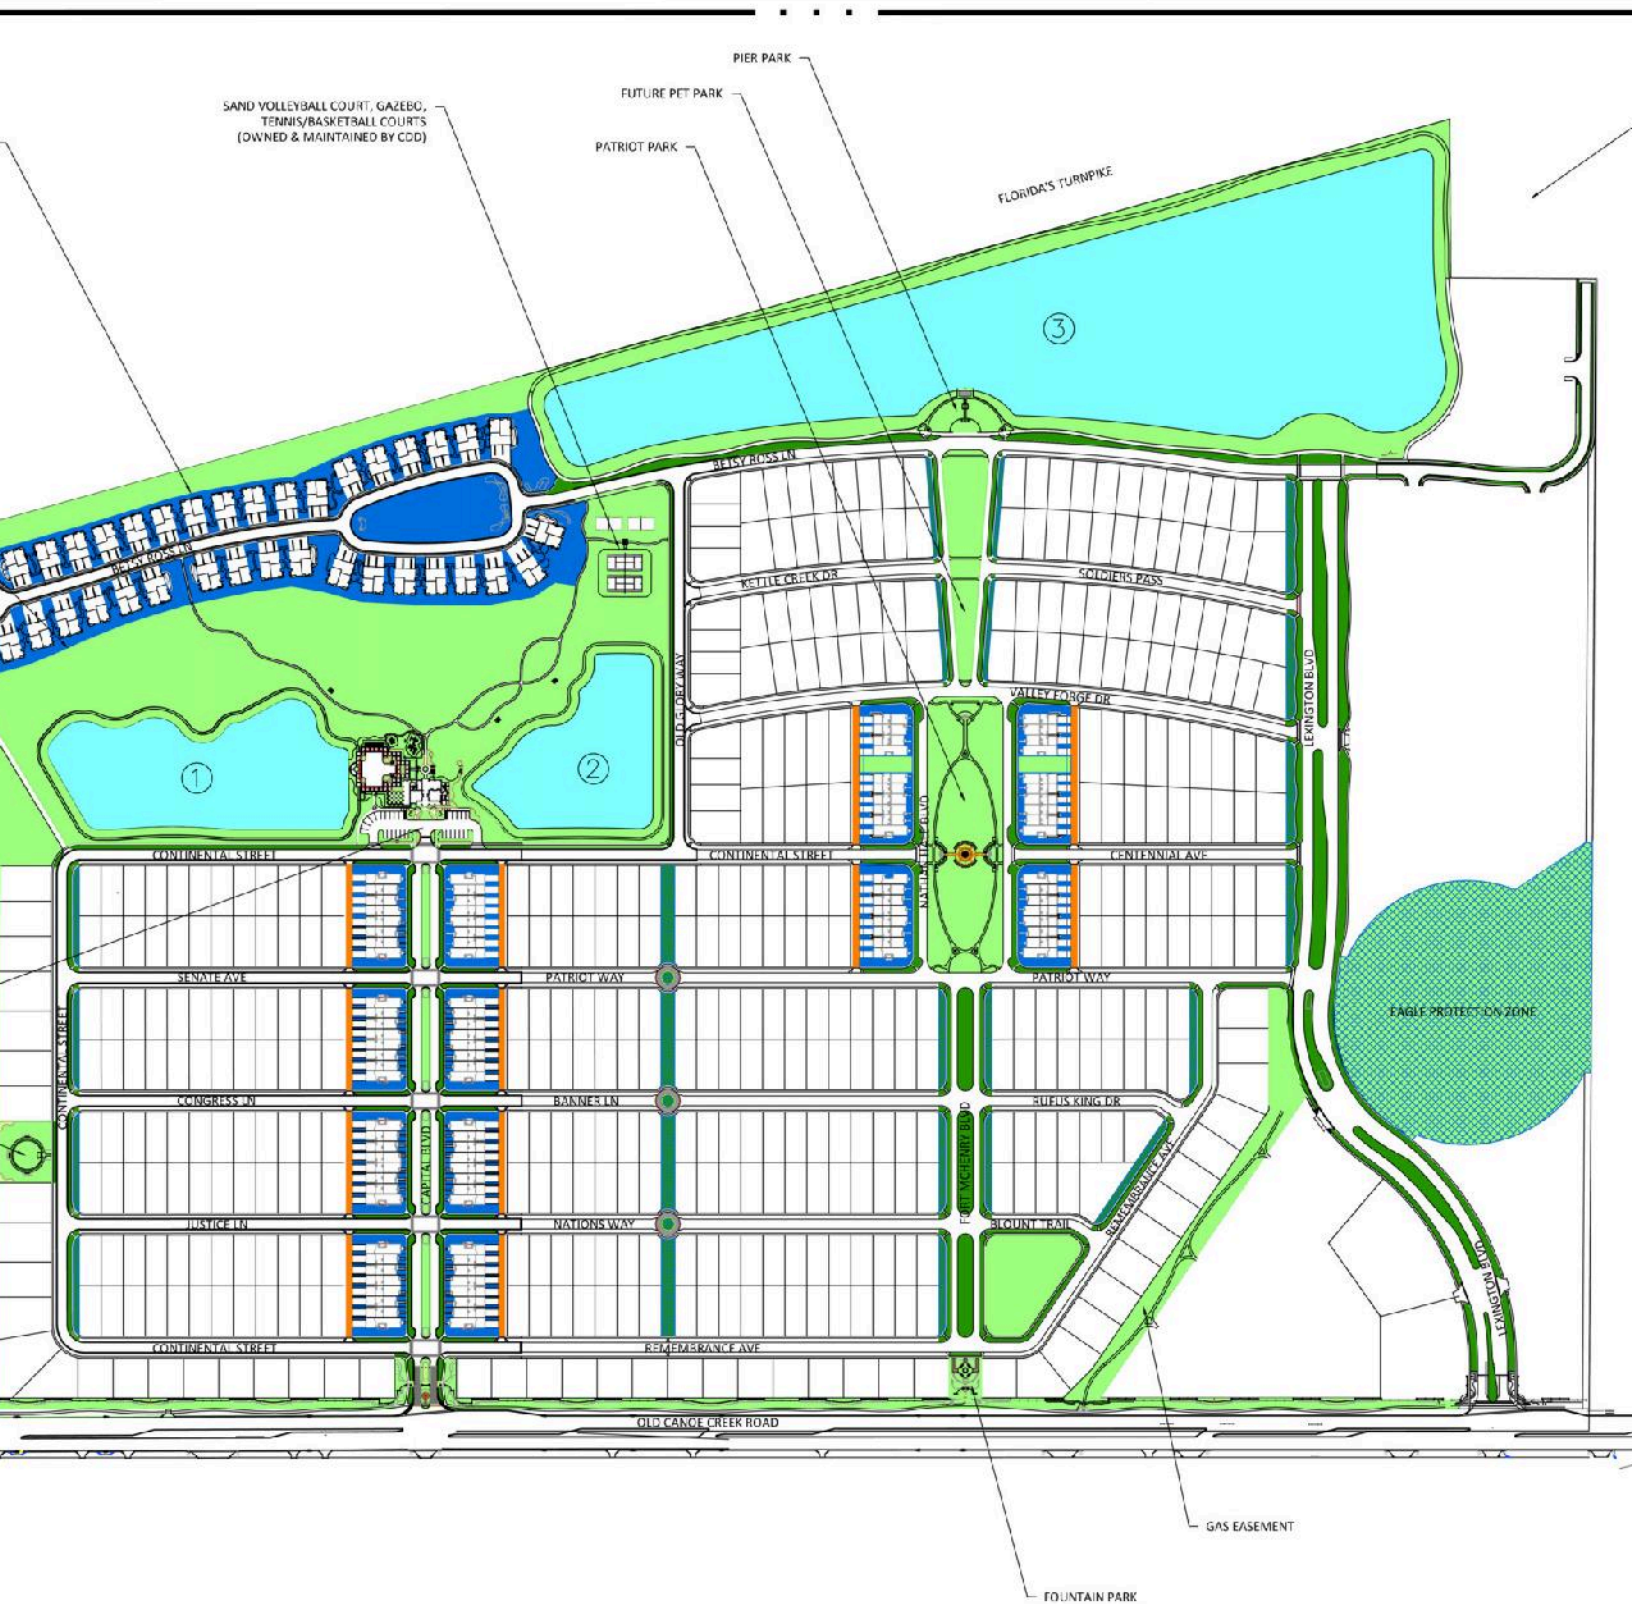 PIER PARK
FUTURE PET PARK
SAND VOLLEYBALL COURT, GAZEBO,
TENNIS/BASKETBALL COURTS
(OWNED & MAINTAINED BY CDD)
PATRIOT PARK
FLORIDA'S TURNPIKE
3
BETSY ROSS LN
BETSY ROSS LN
KETTLE CREEK DR
SOLDIERS PASS
OLD GLORY WAY
LEXINGTON BLVD
VALLEY FORGE DR
1
2
CONTINENTAL STREET
CONTINENTAL STREET
CENTENNIAL AVE
SENATE AVE
PATRIOT WAY
PATRIOT WAY
EAGLE PROTECTION ZONE
CONTINENTAL STREET
CONGRESS LN
BANNER LN
RUFUS KING DR
CAPITAL BLVD
FORT MCHENRY BLVD
REMEMBRANCE AVE
JUSTICE LN
NATIONS WAY
BLOUNT TRAIL
LEXINGTON BLVD
CONTINENTAL STREET
REMEMBRANCE AVE
OLD CANOE CREEK ROAD
GAS EASEMENT
FOUNTAIN PARK